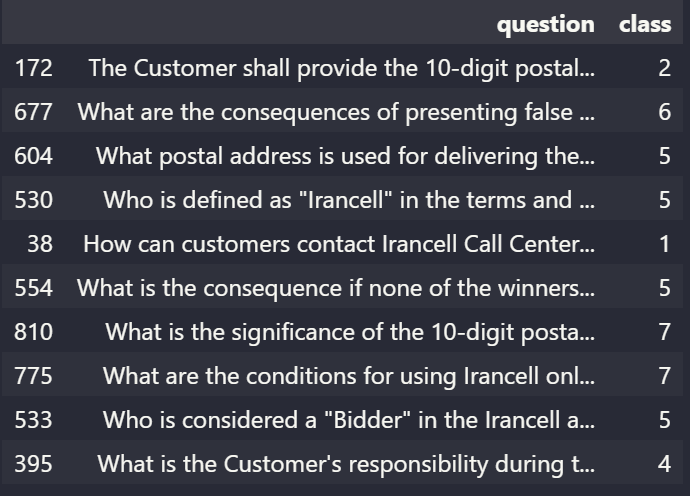 question class
172 The Customer shall provide the 10-digit postal... 2
677 What are the consequences of presenting false ... 6
604 What postal address is used for delivering the... 5
530 Who is defined as "Irancell" in the terms and ... 5
38 How can customers contact Irancell Call Center... 1
554 What is the consequence if none of the winners... 5
810 What is the significance of the 10-digit posta... 7
775 What are the conditions for using Irancell onl... 7
533 Who is considered a "Bidder" in the Irancell a... 5
395 What is the Customer's responsibility during t... 4